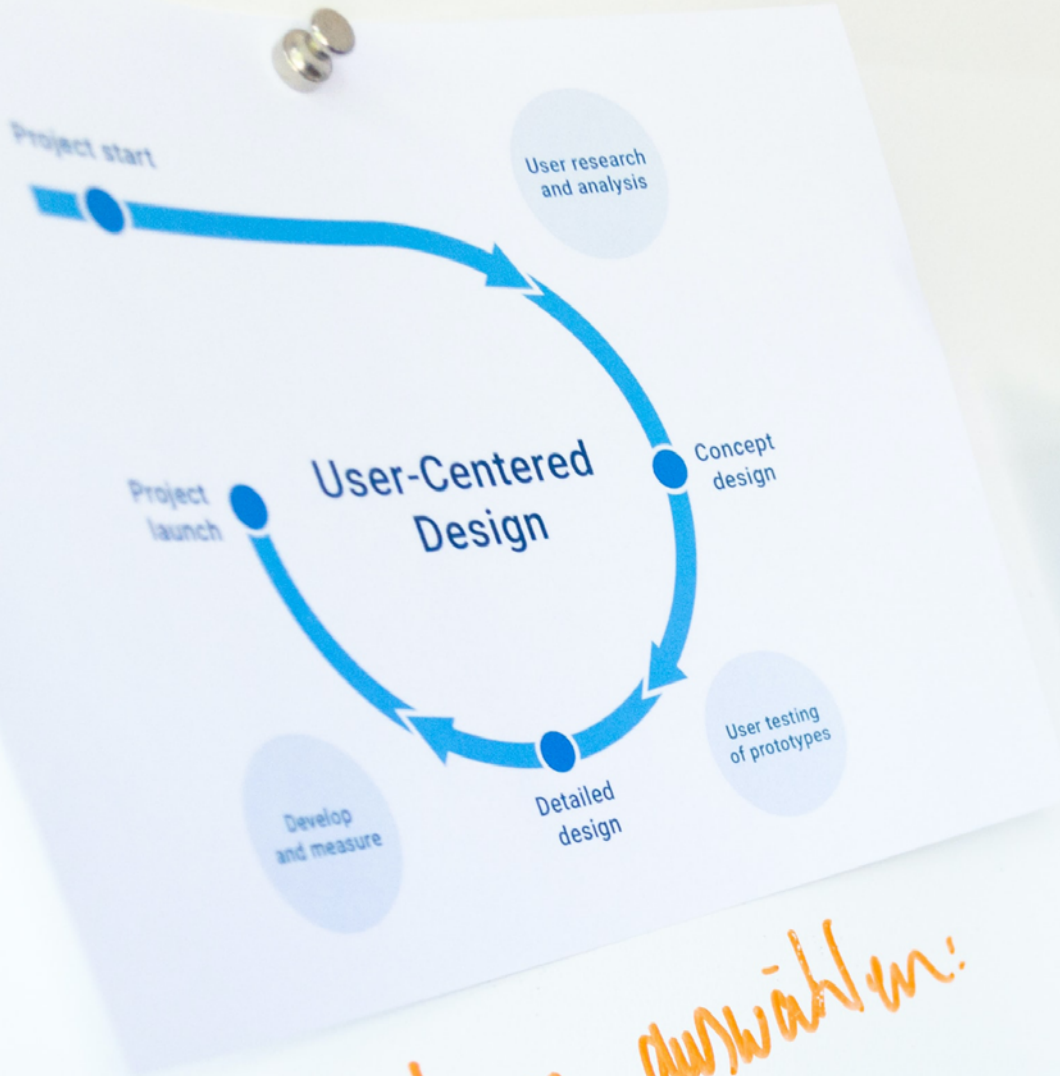 Project start
User research
and analysis
User-Centered
Design
Concept
design
Project
launch
User testing
of prototypes
Detailed
design
Develop
and measure
auswählen: